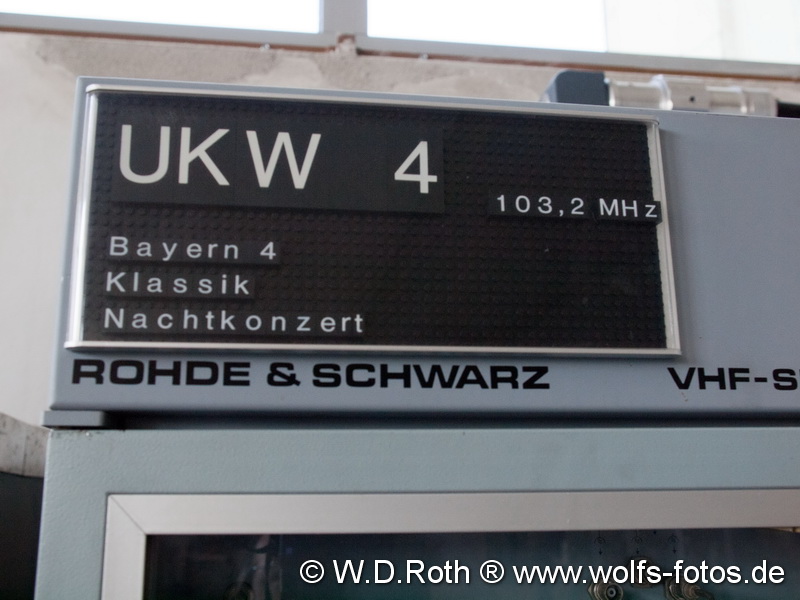 UKW 4
103,2 MHz
Bayern 4
Klassik
Nachtkonzert
ROHDE & SCHWARZ
© W.D.Roth ® www.wolfs-fotos.de